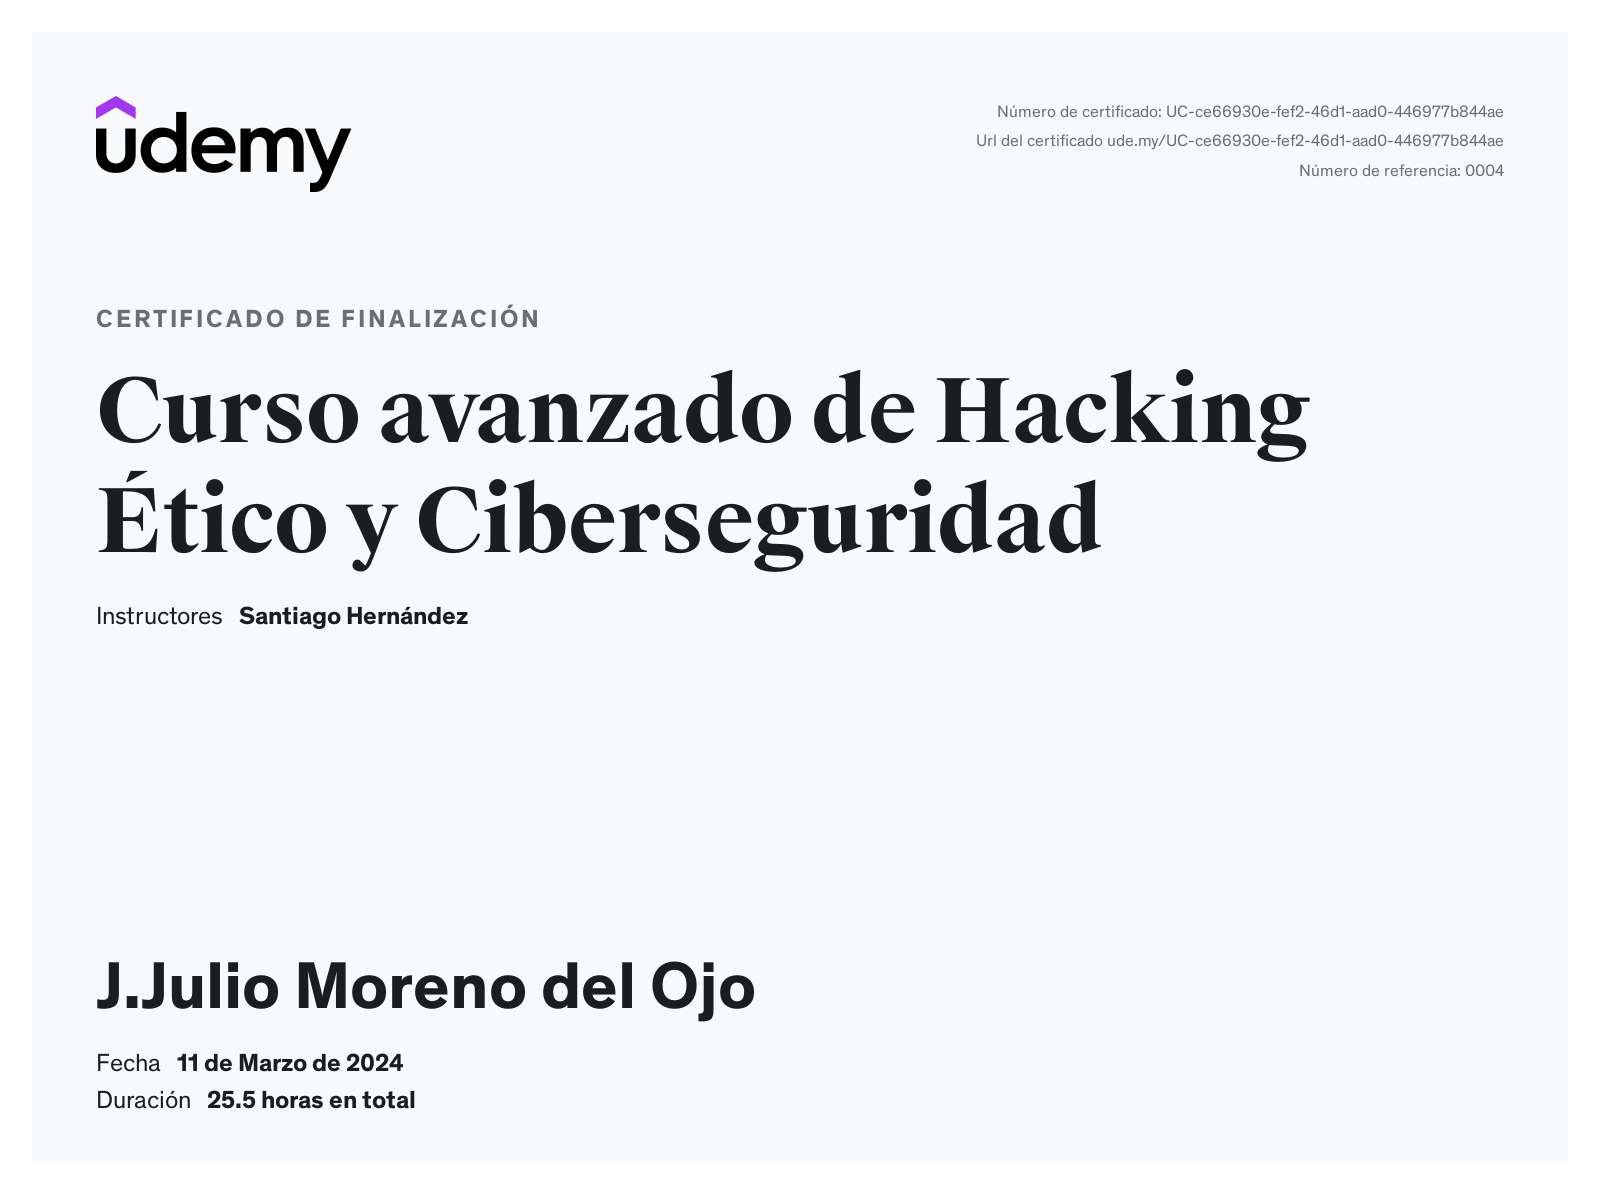 udemy
Número de certificado: UC-ce66930e-fef2-46d1-aad0-446977b844ae
Url del certificado ude.my/UC-ce66930e-fef2-46d1-aad0-446977b844ae
Número de referencia: 0004
CERTIFICADO DE FINALIZACIÓN
Curso avanzado de Hacking
Ético y Ciberseguridad
Instructores Santiago Hernández
J.Julio Moreno del Ojo
Fecha 11 de Marzo de 2024
Duración 25.5 horas en total